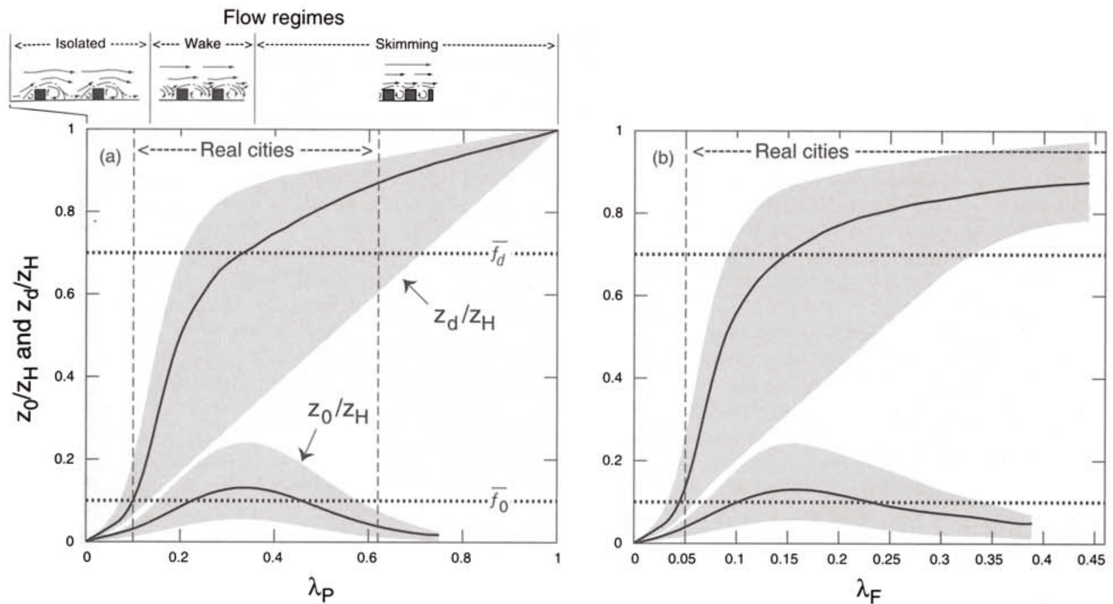 Flow regimes
Isolated Wake Skimming
(a) Real cities
(b) Real cities
1
0.8
0.6
0.4
0.2
0
z0/zH and zd/zH
fd
zd/zH
z0/zH
f0
0 0.2 0.4 0.6 0.8 1
λP
1
0.8
0.6
0.4
0.2
0
0 0.05 0.1 0.15 0.2 0.25 0.3 0.35 0.4 0.45
λF